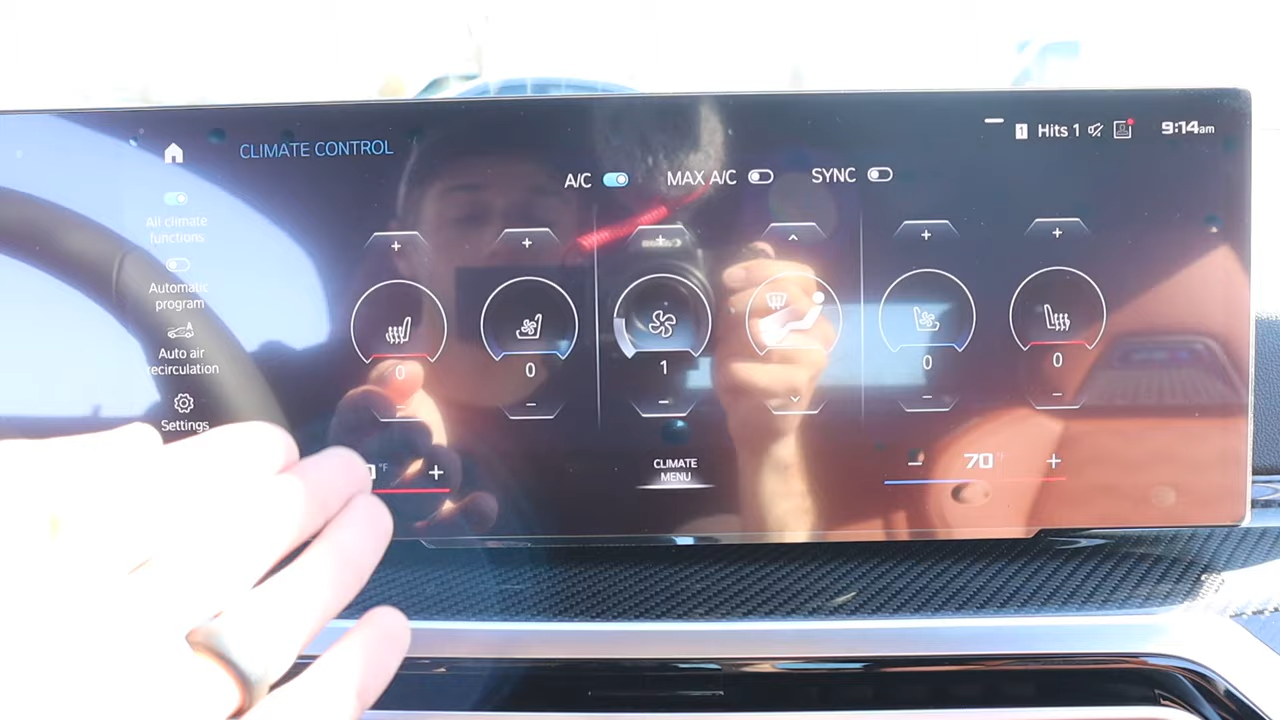 CLIMATE CONTROL
1 Hits 1 9:14am
A/C
MAX A/C
SYNC
All climate
functions
Automatic
program
Auto air
recirculation
Settings
+
+
+
+
+
0
0
1
0
0
−
−
−
−
−
°F +
CLIMATE
MENU
− 70 °F +